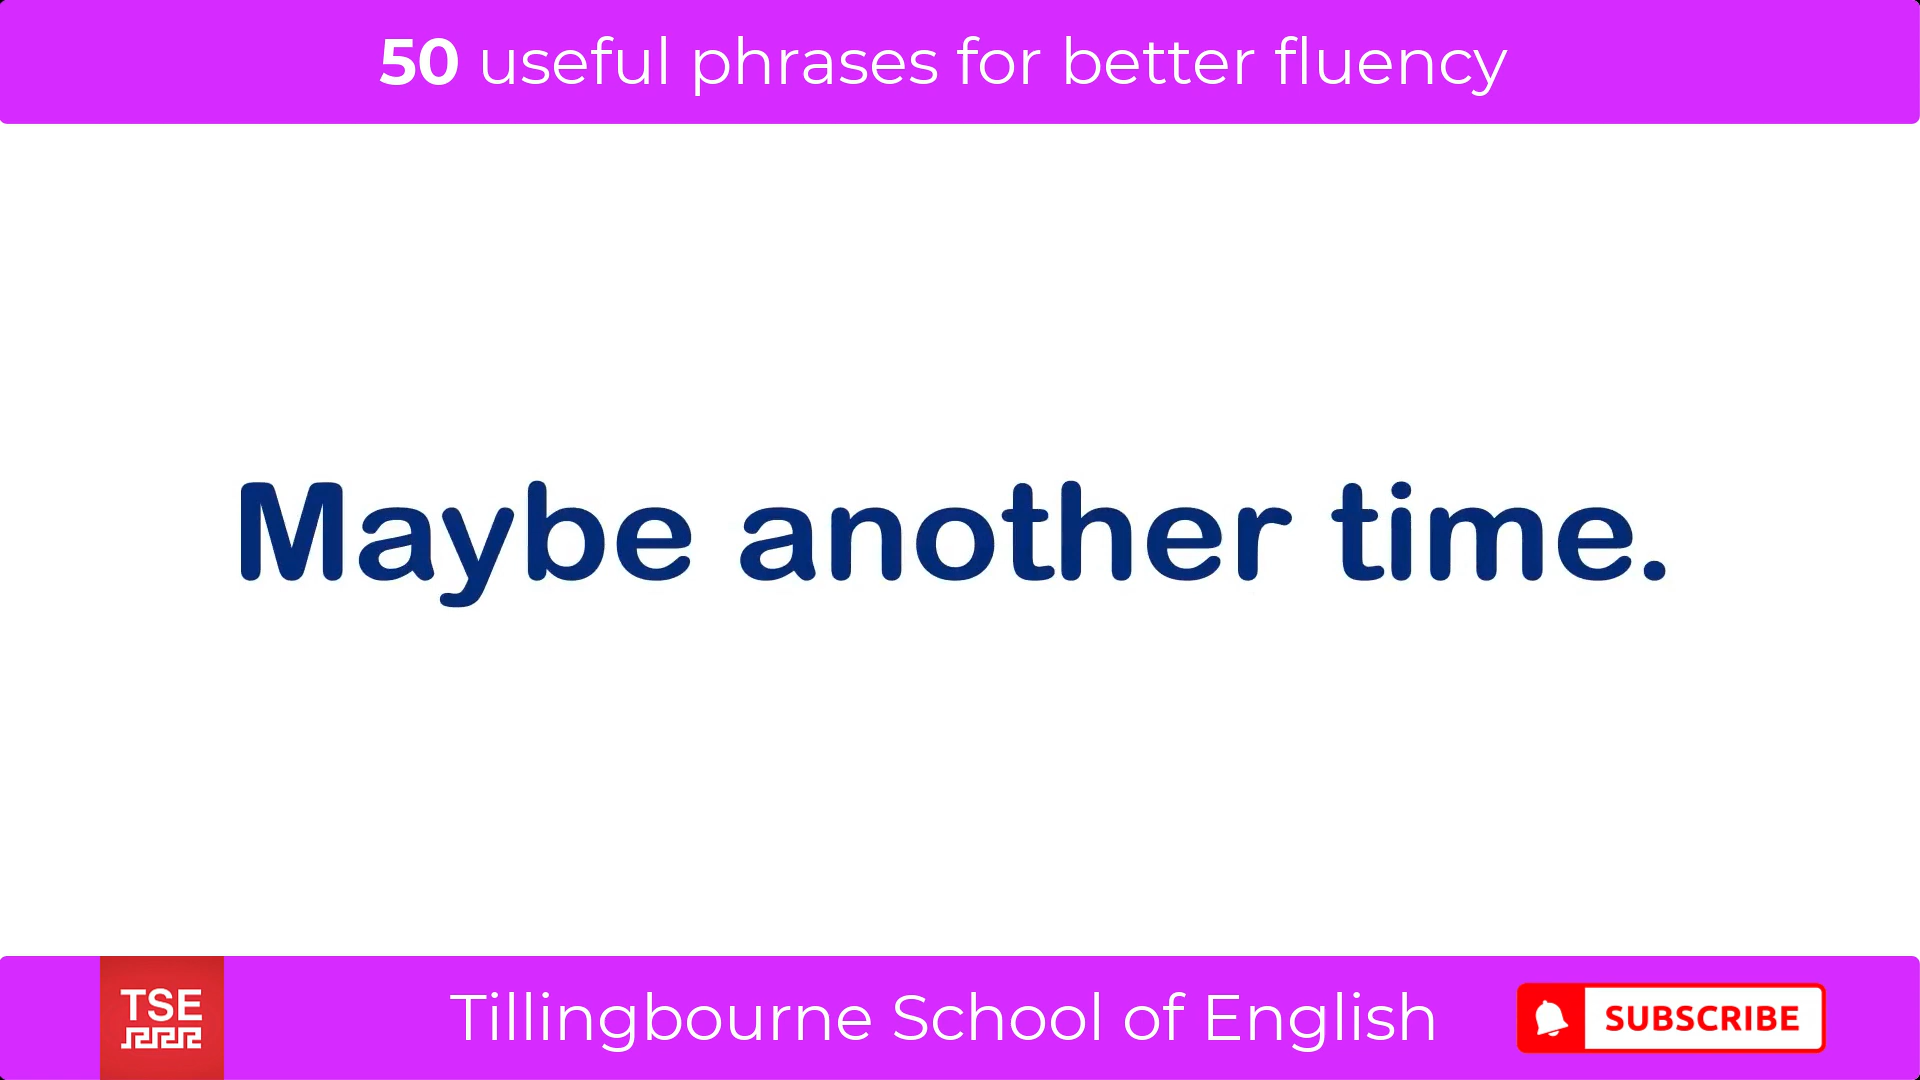 50 useful phrases for better fluency
Maybe another time.
TSE
Tillingbourne School of English
SUBSCRIBE